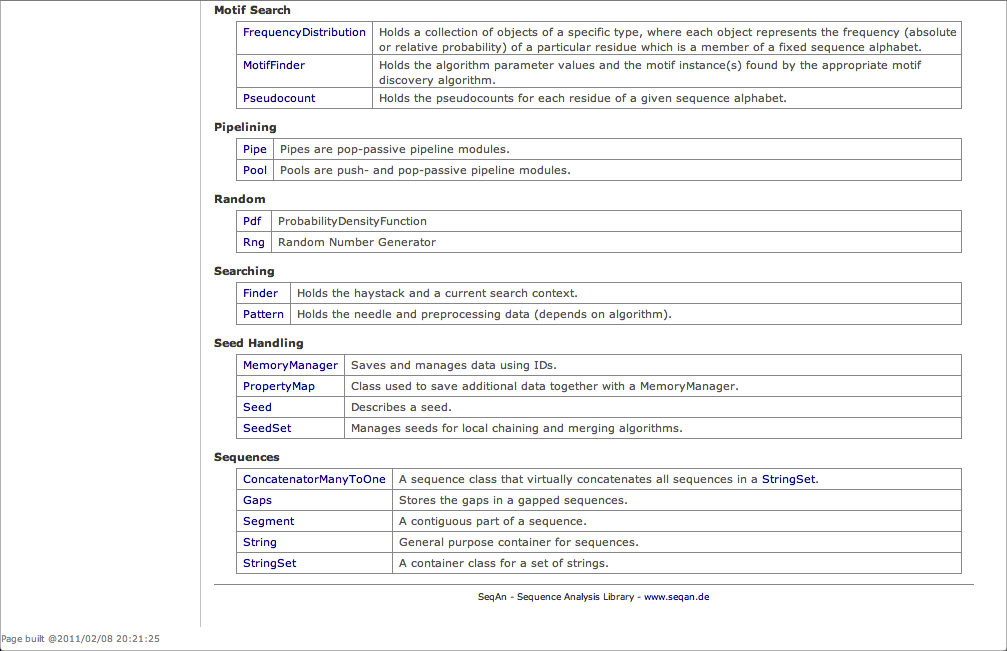 Motif Search
FrequencyDistribution Holds a collection of objects of a specific type, where each object represents the frequency (absolute
or relative probability) of a particular residue which is a member of a fixed sequence alphabet.
MotifFinder Holds the algorithm parameter values and the motif instance(s) found by the appropriate motif
discovery algorithm.
Pseudocount Holds the pseudocounts for each residue of a given sequence alphabet.
Pipelining
Pipe Pipes are pop-passive pipeline modules.
Pool Pools are push- and pop-passive pipeline modules.
Random
Pdf ProbabilityDensityFunction
Rng Random Number Generator
Searching
Finder Holds the haystack and a current search context.
Pattern Holds the needle and preprocessing data (depends on algorithm).
Seed Handling
MemoryManager Saves and manages data using IDs.
PropertyMap Class used to save additional data together with a MemoryManager.
Seed Describes a seed.
SeedSet Manages seeds for local chaining and merging algorithms.
Sequences
ConcatenatorManyToOne A sequence class that virtually concatenates all sequences in a StringSet.
Gaps Stores the gaps in a gapped sequences.
Segment A contiguous part of a sequence.
String General purpose container for sequences.
StringSet A container class for a set of strings.
SeqAn - Sequence Analysis Library - www.seqan.de
Page built @2011/02/08 20:21:25